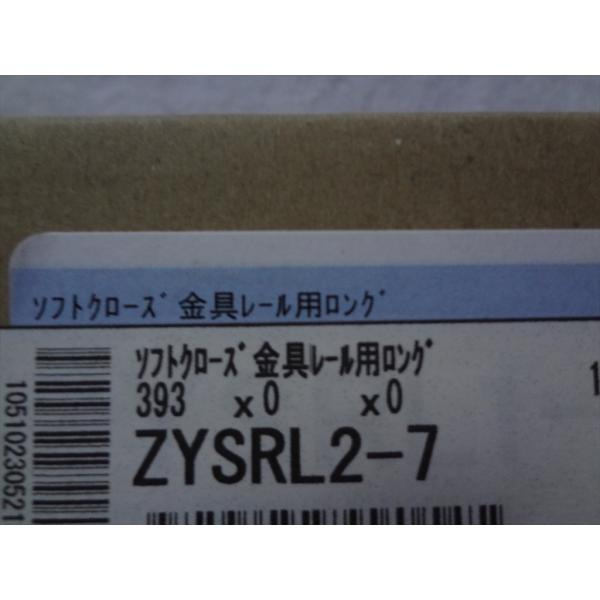 ソフトクローズ゙金具レール用ロング
ソフトクローズ金具レール用ロング
393 x0 x0
1
ZYSRL2-7
10510230521